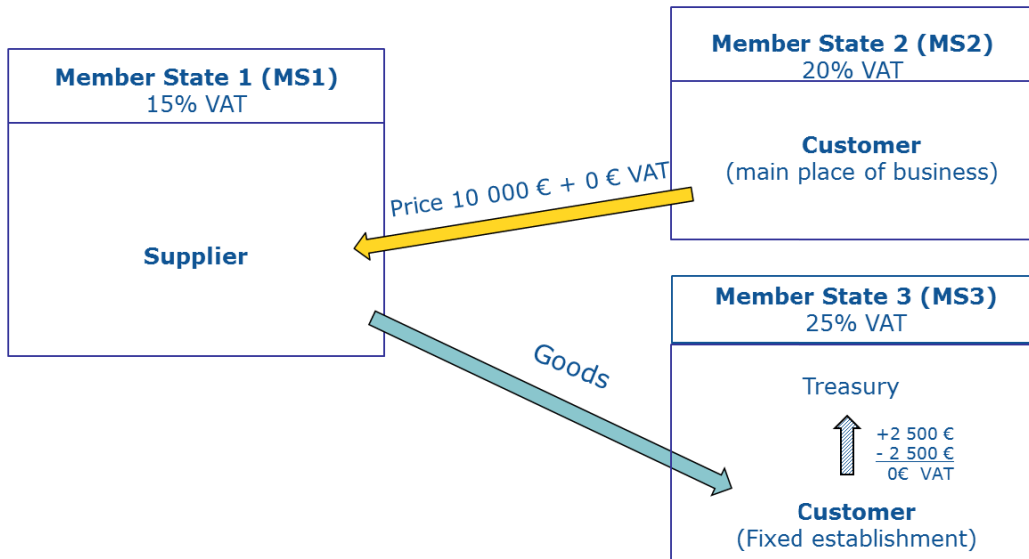 Member State 1 (MS1)
15% VAT
Supplier
Price 10 000 € + 0 € VAT
Member State 2 (MS2)
20% VAT
Customer
(main place of business)
Goods
Member State 3 (MS3)
25% VAT
Treasury
+2 500 €
- 2 500 €
0€ VAT
Customer
(Fixed establishment)